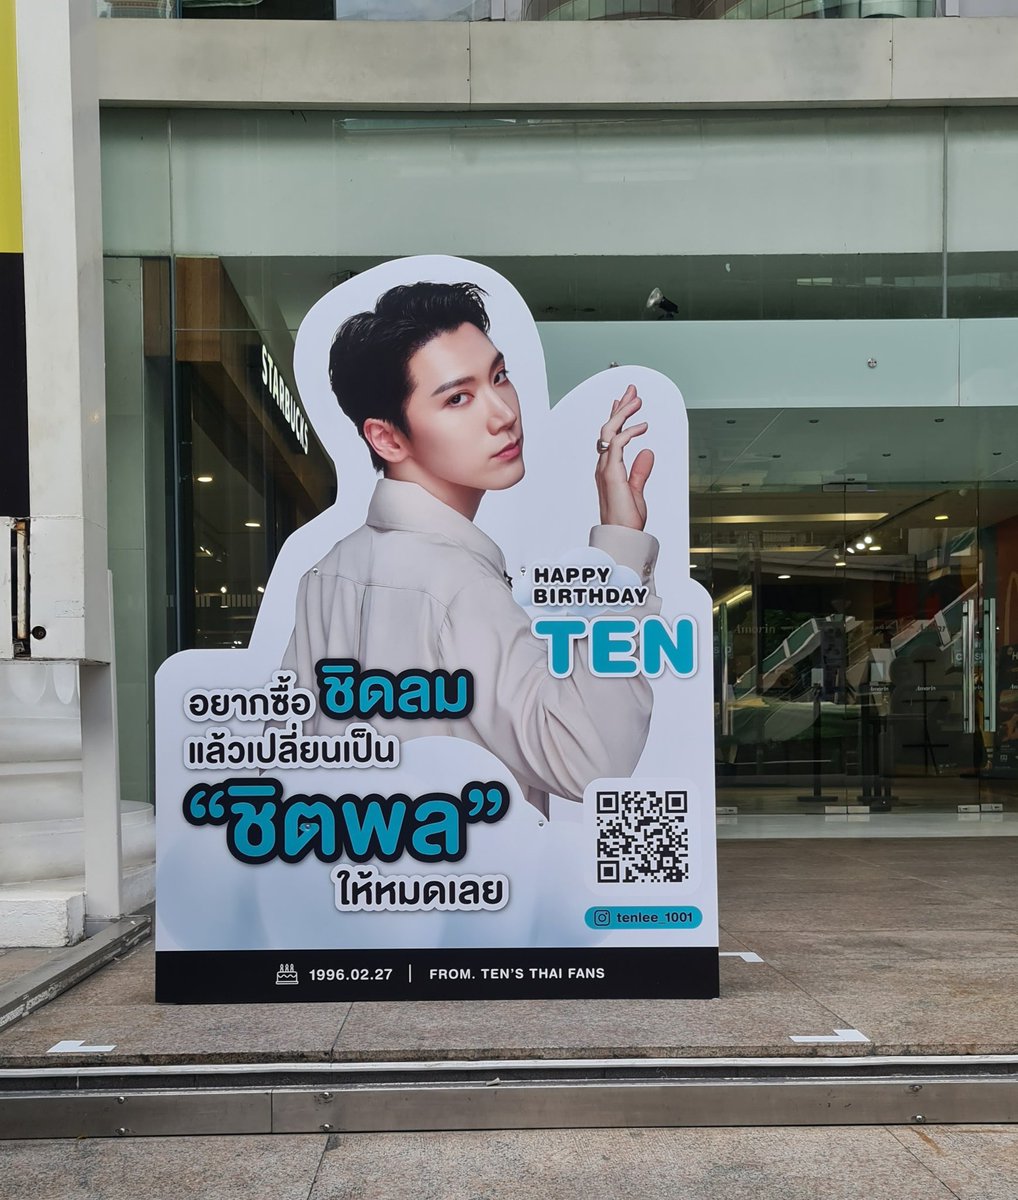 STARBUCKS
HAPPY
BIRTHDAY
TEN
อยากซื้อ ชิดลม
แล้วเปลี่ยนเป็น
“ชิตพล”
ให้หมดเลย
tenlee_1001
1996.02.27 | FROM. TEN'S THAI FANS
Amarin
Amarin